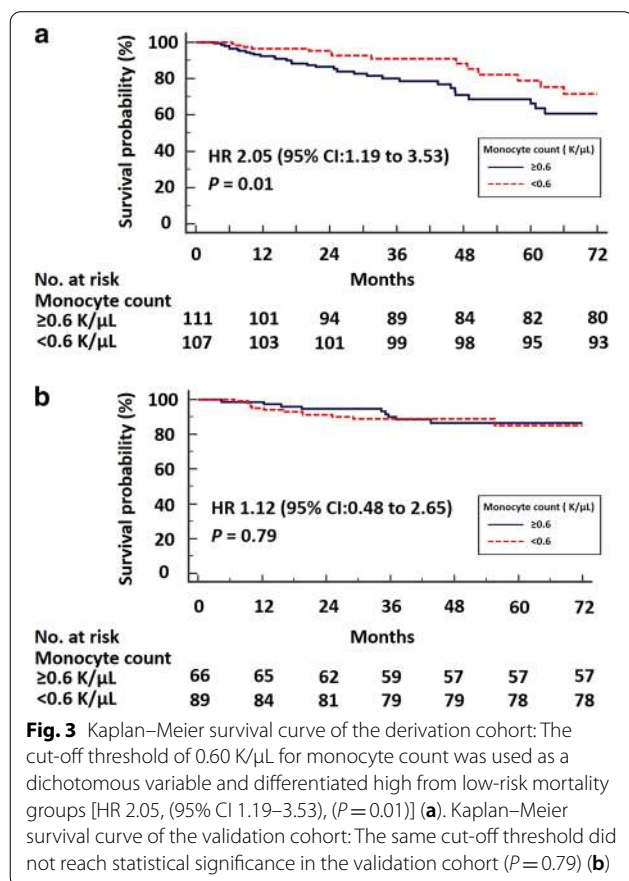 a
Survival probability (%)
100
80
60
40
20
0
HR 2.05 (95% CI:1.19 to 3.53)
P = 0.01
Monocyte count ( K/µL)
≥0.6
<0.6
0 12 24 36 48 60 72
No. at risk Months
Monocyte count
≥0.6 K/µL 111 101 94 89 84 82 80
<0.6 K/µL 107 103 101 99 98 95 93
b
Survival probability (%)
100
80
60
40
20
0
HR 1.12 (95% CI:0.48 to 2.65)
P = 0.79
Monocyte count ( K/µL)
≥0.6
<0.6
0 12 24 36 48 60 72
No. at risk Months
Monocyte count
≥0.6 K/µL 66 65 62 59 57 57 57
<0.6 K/µL 89 84 81 79 79 78 78
Fig. 3 Kaplan–Meier survival curve of the derivation cohort: The
cut-off threshold of 0.60 K/µL for monocyte count was used as a
dichotomous variable and differentiated high from low-risk mortality
groups [HR 2.05, (95% CI 1.19–3.53), (P = 0.01)] (a). Kaplan–Meier
survival curve of the validation cohort: The same cut-off threshold did
not reach statistical significance in the validation cohort (P = 0.79) (b)